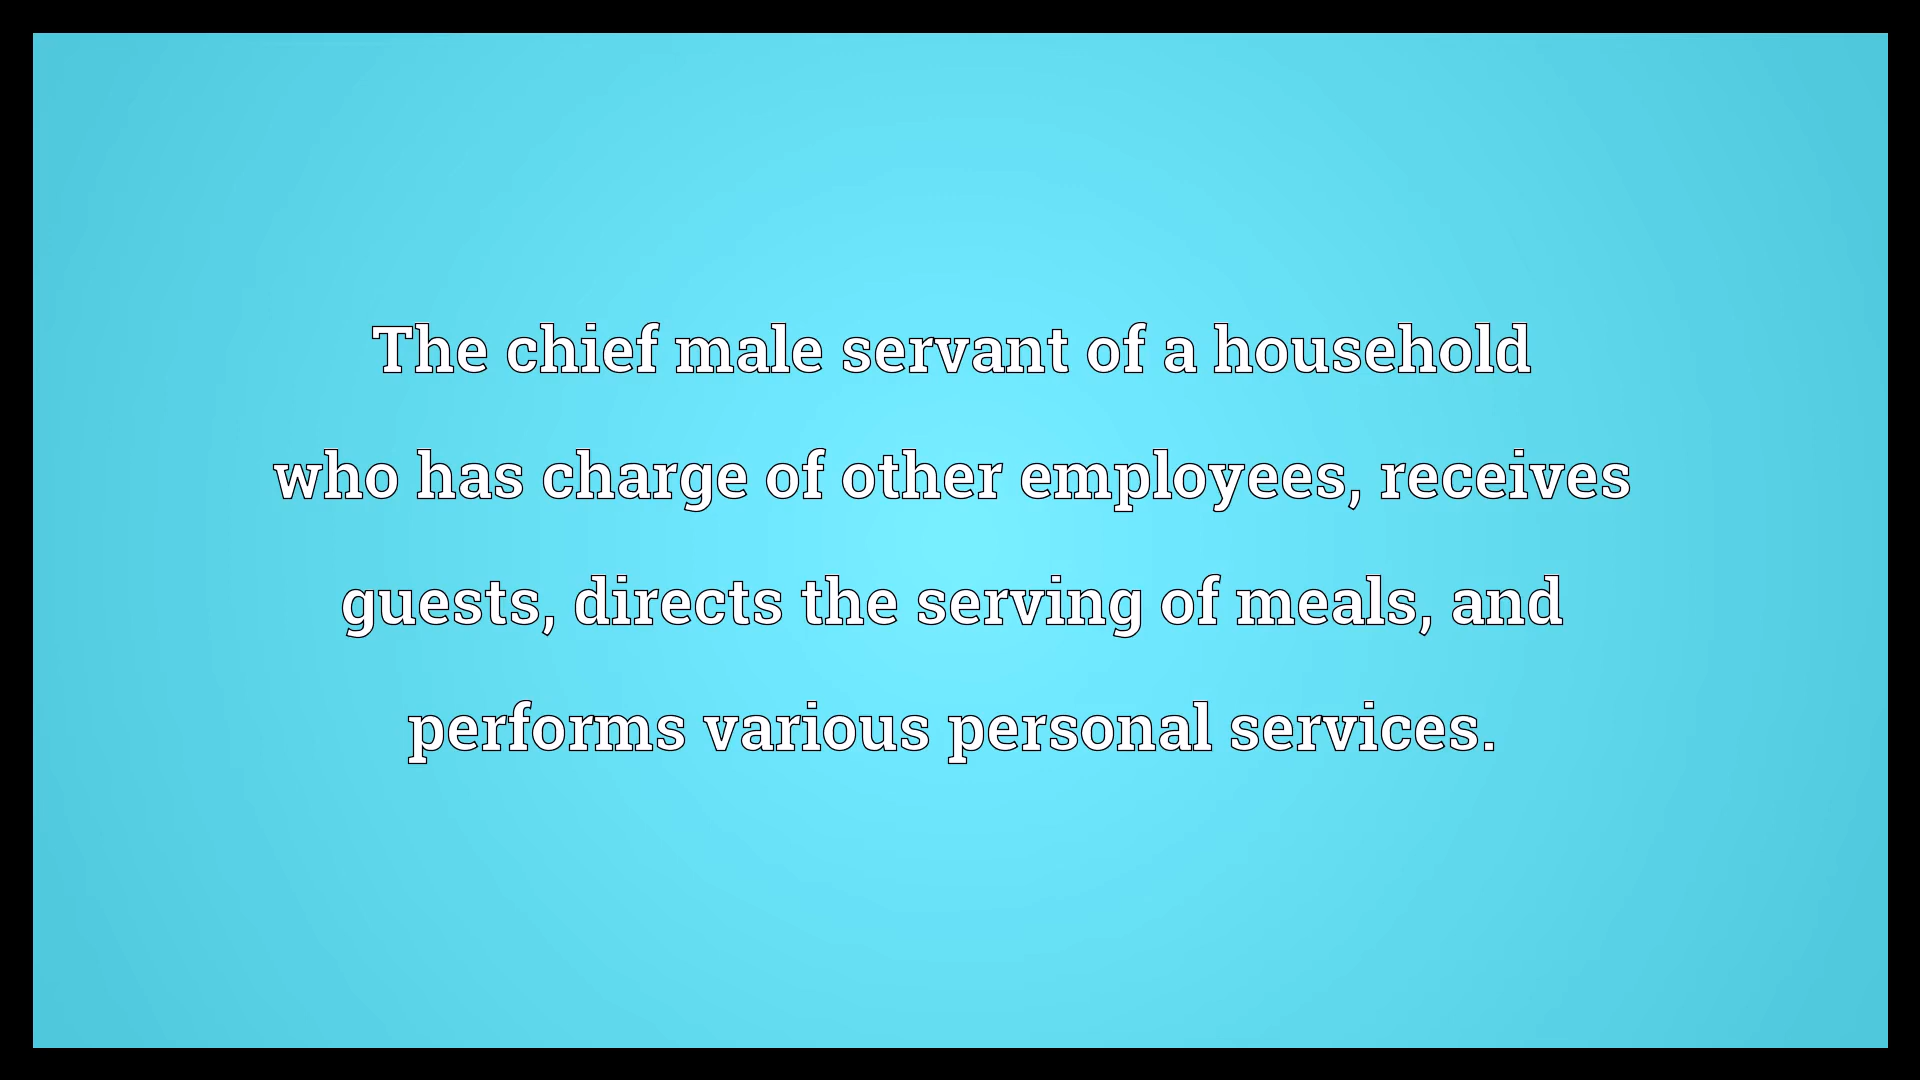 The chief male servant of a household
who has charge of other employees, receives
guests, directs the serving of meals, and
performs various personal services.